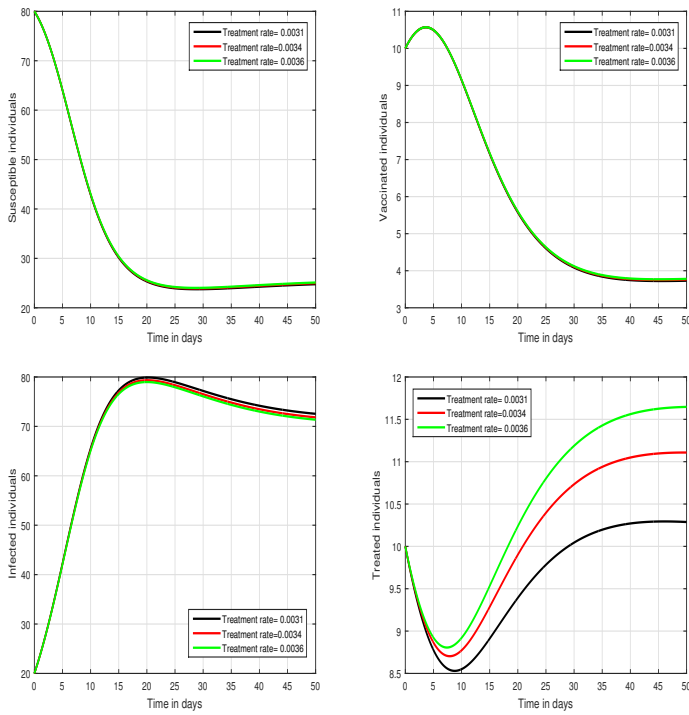 80
70
60
50
40
30
20
Susceptible individuals
Treatment rate= 0.0031
Treatment rate=0.0034
Treatment rate= 0.0036
0 5 10 15 20 25 30 35 40 45 50
Time in days
11
10
9
8
7
6
5
4
3
Vaccinated individuals
Treatment rate= 0.0031
Treatment rate=0.0034
Treatment rate= 0.0036
0 5 10 15 20 25 30 35 40 45 50
Time in days
80
70
60
50
40
30
20
Infected individuals
Treatment rate= 0.0031
Treatment rate=0.0034
Treatment rate= 0.0036
0 5 10 15 20 25 30 35 40 45 50
Time in days
12
11.5
11
10.5
10
9.5
9
8.5
Treated individuals
Treatment rate= 0.0031
Treatment rate=0.0034
Treatment rate= 0.0036
0 5 10 15 20 25 30 35 40 45 50
Time in days